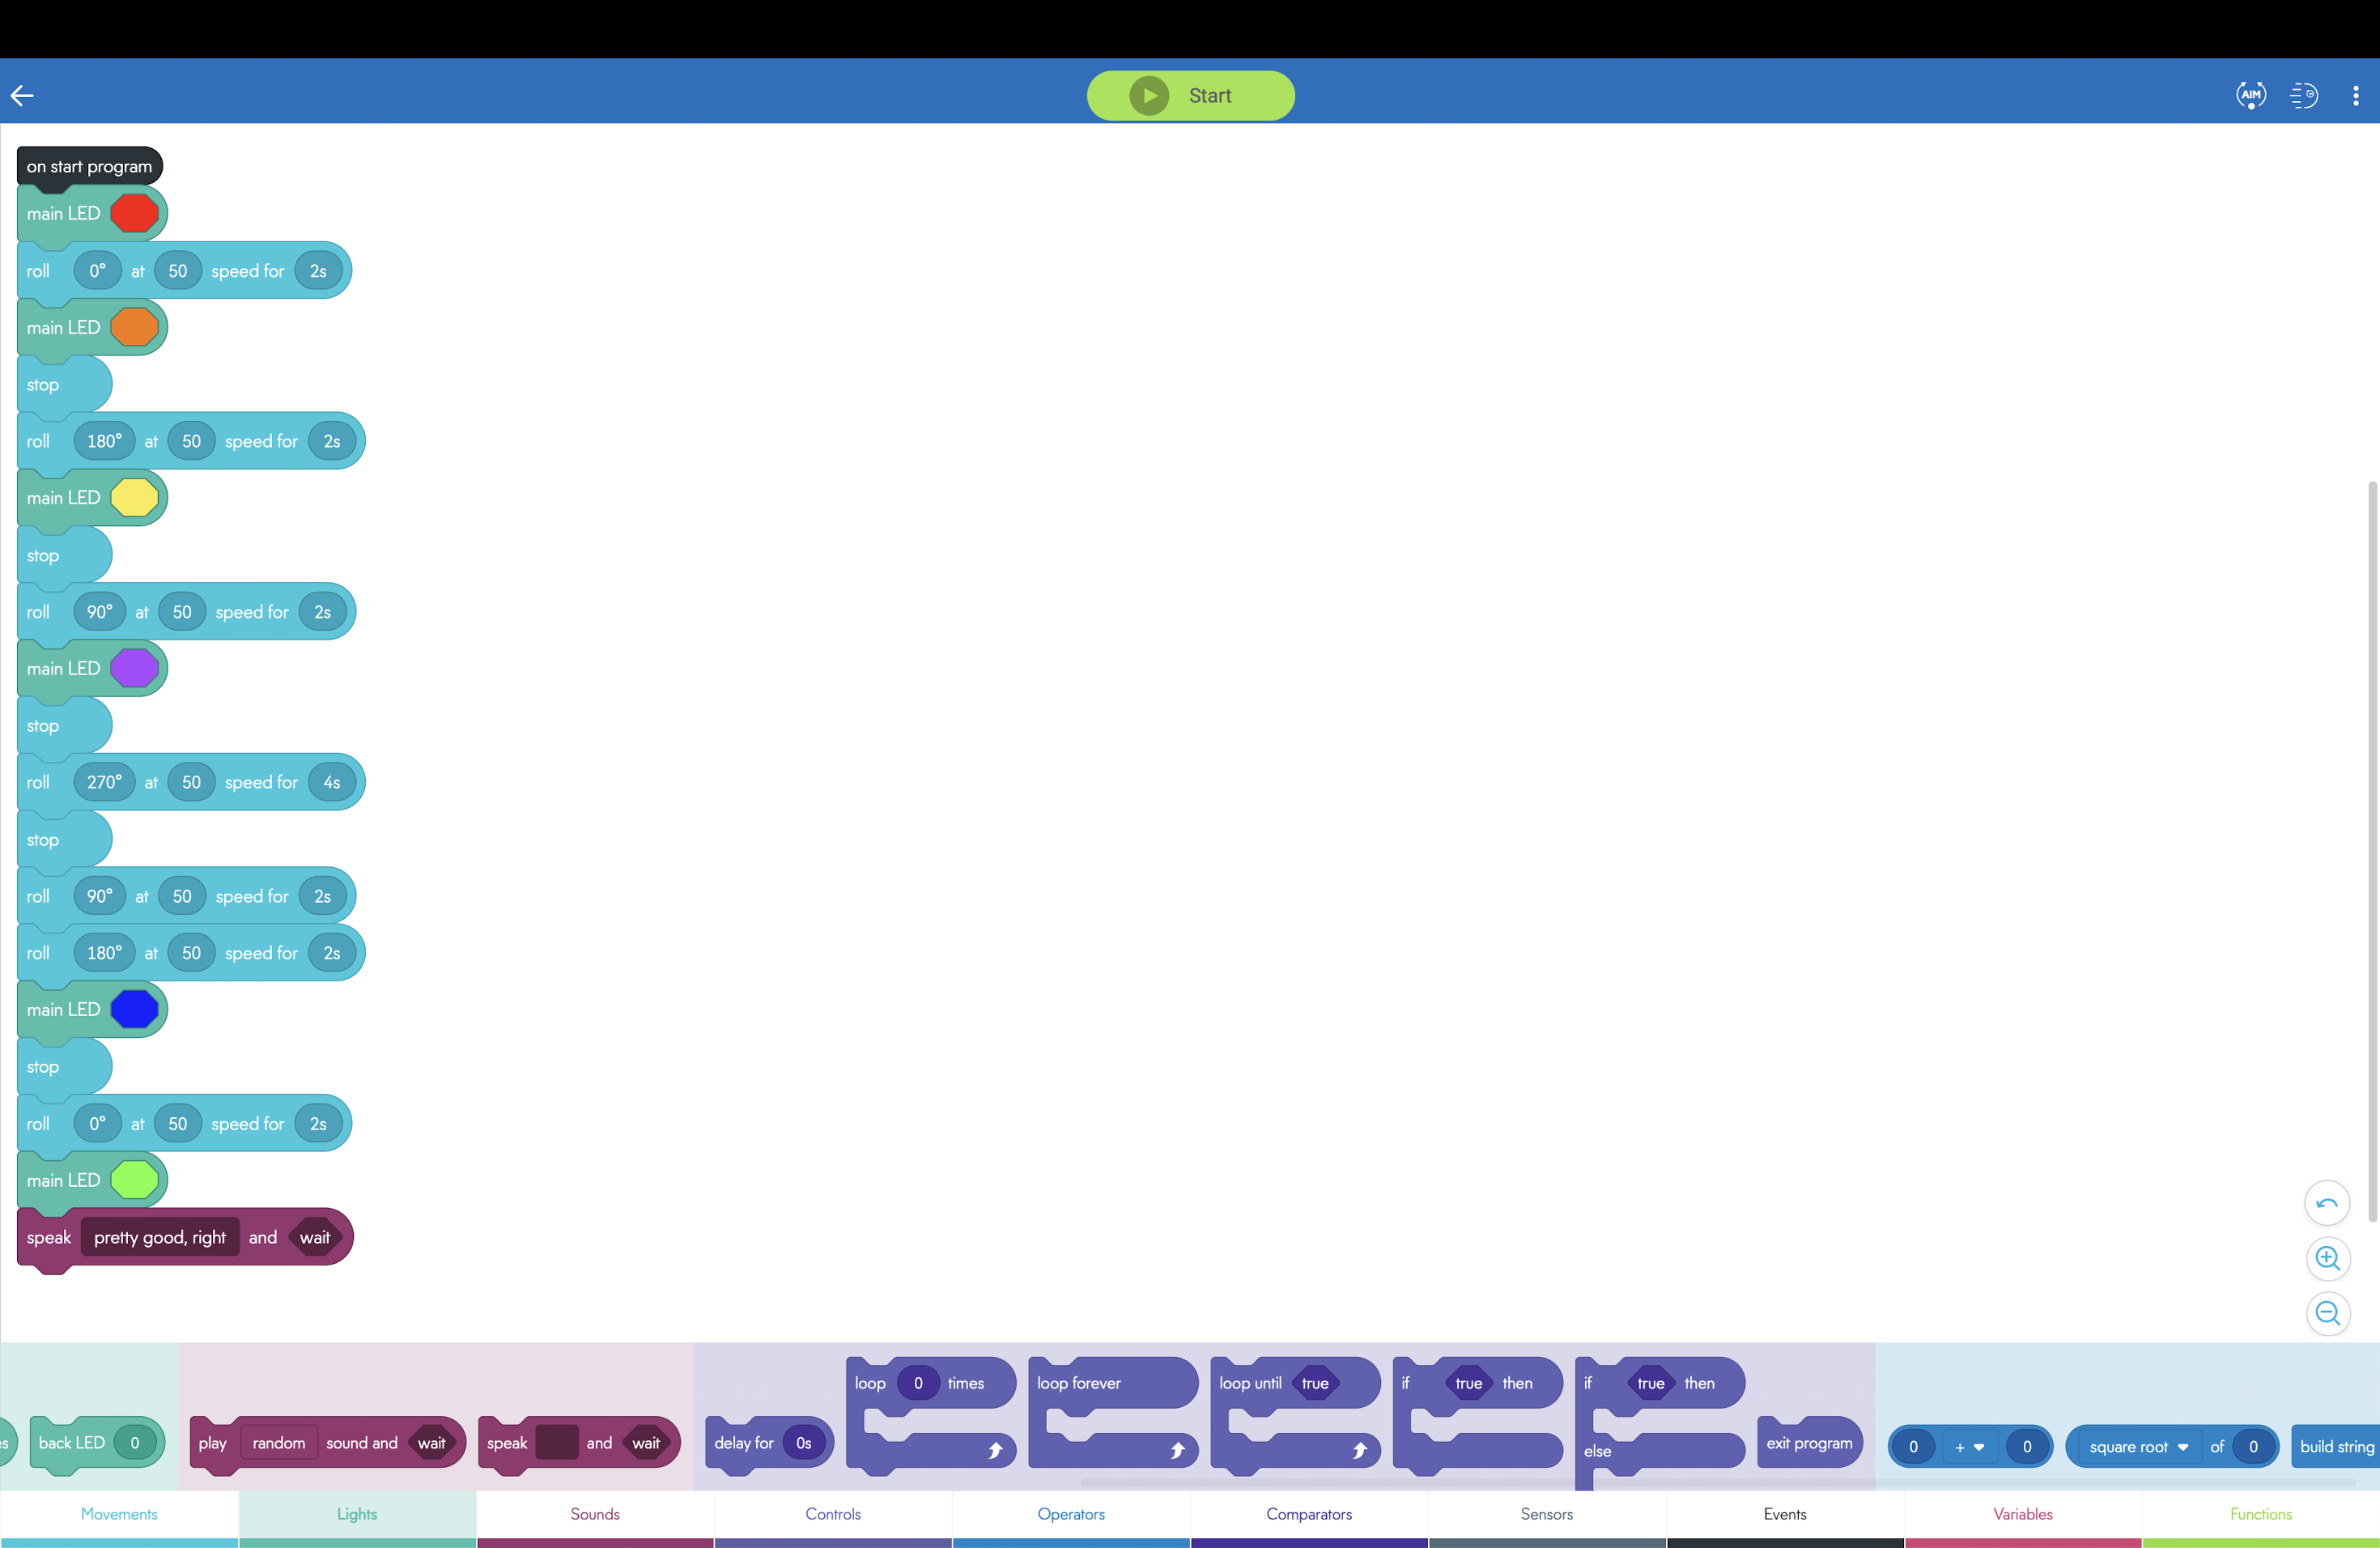 Start
AIM
on start program
main LED
roll 0° at 50 speed for 2s
main LED
stop
roll 180° at 50 speed for 2s
main LED
stop
roll 90° at 50 speed for 2s
main LED
stop
roll 270° at 50 speed for 4s
stop
roll 90° at 50 speed for 2s
roll 180° at 50 speed for 2s
main LED
stop
roll 0° at 50 speed for 2s
main LED
speak pretty good, right and wait
loop 0 times loop forever loop until true if true then if true then
es back LED 0 play random sound and wait speak and wait delay for 0s else exit program 0 + 0 square root of 0 build string
Movements Lights Sounds Controls Operators Comparators Sensors Events Variables Functions